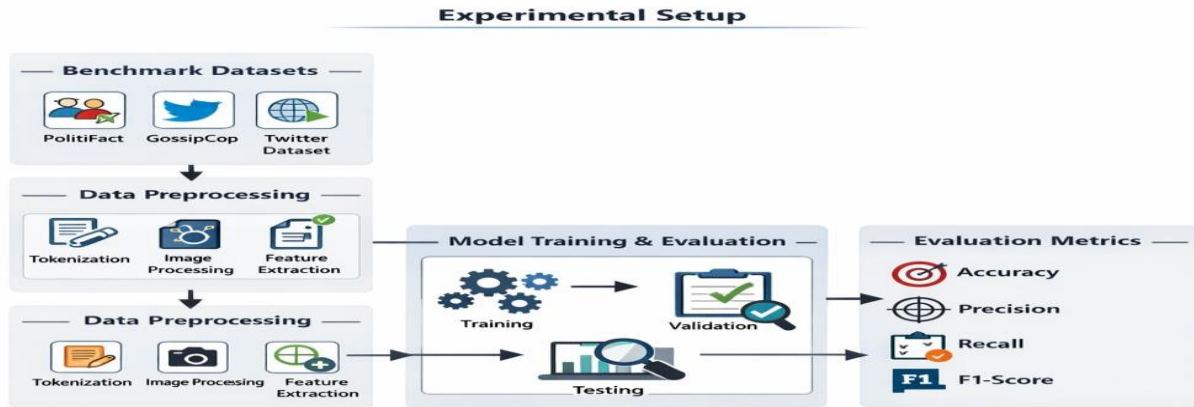 Experimental Setup
Benchmark Datasets
PolitiFact
GossipCop
Twitter
Dataset
Data Preprocessing
Tokenization
Image
Processing
Feature
Extraction
Data Preprocessing
Tokenization
Image Processing
Feature
Extraction
Model Training & Evaluation
Training
Validation
Testing
Evaluation Metrics
Accuracy
Precision
Recall
F1
F1-Score